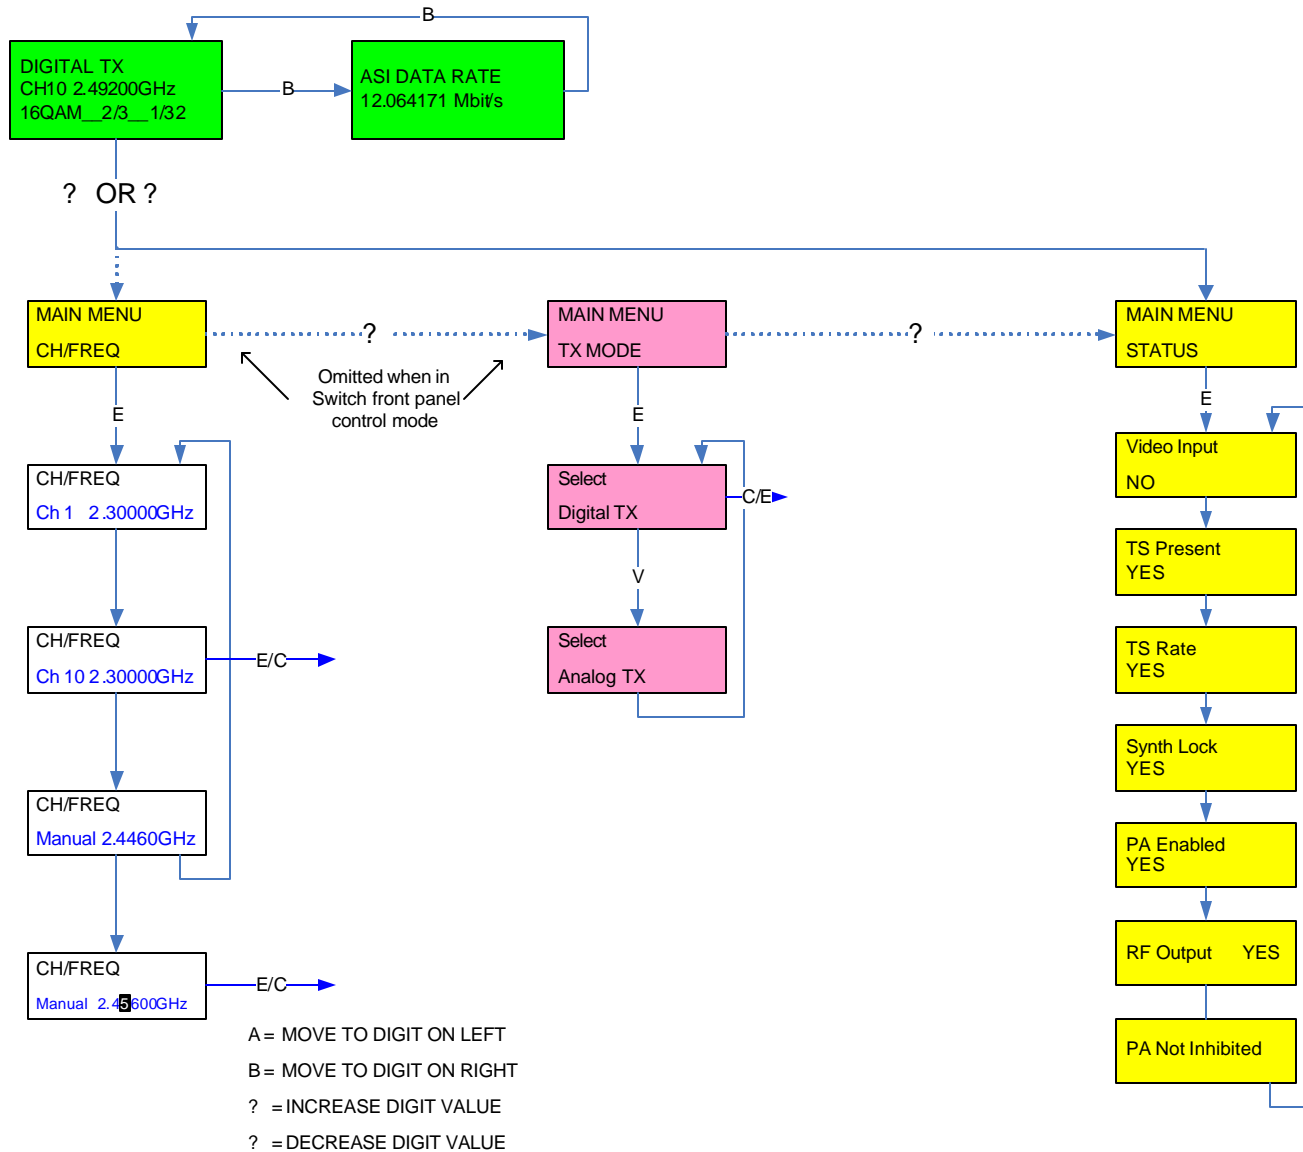 B
DIGITAL TX
CH10 2.49200GHz
16QAM__2/3__1/32
B
ASI DATA RATE
12.064171 Mbit/s
? OR ?
MAIN MENU
CH/FREQ
?
Omitted when in
Switch front panel
control mode
MAIN MENU
TX MODE
?
MAIN MENU
STATUS
E
CH/FREQ
Ch 1 2.30000GHz
CH/FREQ
Ch 10 2.30000GHz
E/C
CH/FREQ
Manual 2.4460GHz
CH/FREQ
Manual 2.45600GHz
E/C
A = MOVE TO DIGIT ON LEFT
B = MOVE TO DIGIT ON RIGHT
? = INCREASE DIGIT VALUE
? = DECREASE DIGIT VALUE
E
Select
Digital TX
C/E
V
Select
Analog TX
E
Video Input
NO
TS Present
YES
TS Rate
YES
Synth Lock
YES
PA Enabled
YES
RF Output YES
PA Not Inhibited